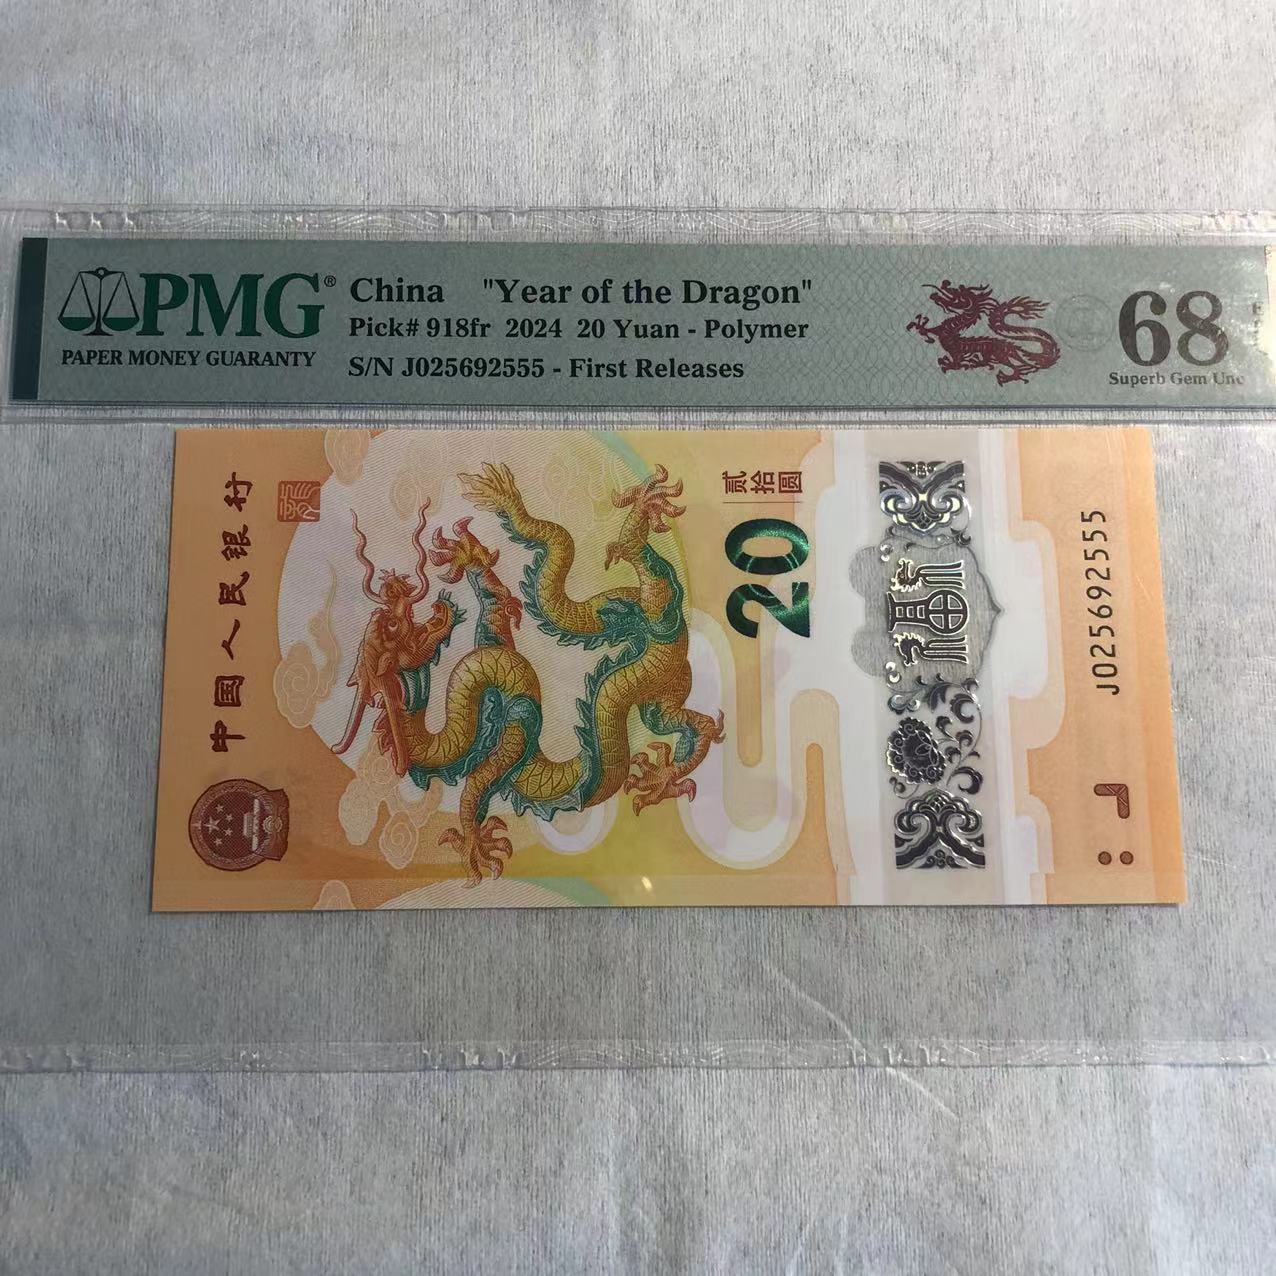 PMG®
PAPER MONEY GUARANTY
China "Year of the Dragon"
Pick# 918fr 2024 20 Yuan - Polymer
S/N J025692555 - First Releases
68
Superb Gem Unc
中国人民银行
贰拾圆
20
J025692555